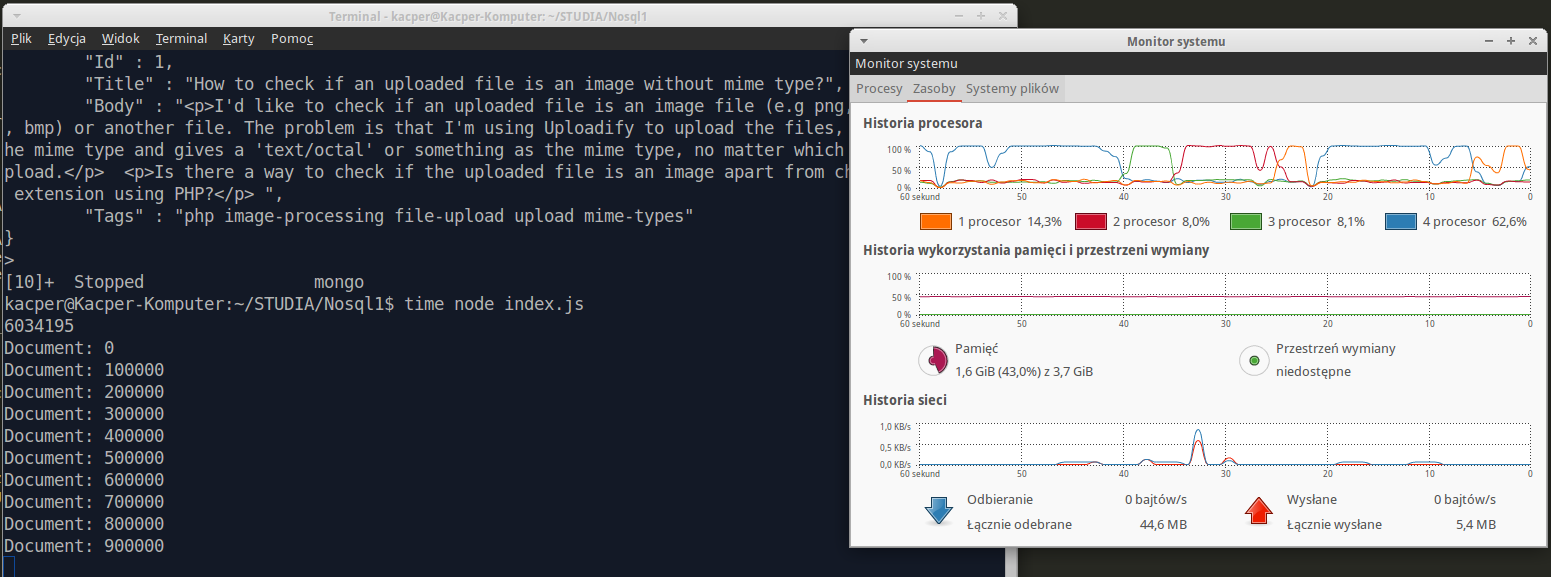 Terminal - kacper@Kacper-Komputer: ~/STUDIA/Nosql1
Plik Edycja Widok Terminal Karty Pomoc
"Id" : 1,
"Title" : "How to check if an uploaded file is an image without mime type?",
"Body" : "<p>I'd like to check if an uploaded file is an image file (e.g png,
, bmp) or another file. The problem is that I'm using Uploadify to upload the files,
he mime type and gives a 'text/octal' or something as the mime type, no matter which
pload.</p>  <p>Is there a way to check if the uploaded file is an image apart from ch
extension using PHP?</p> ",
"Tags" : "php image-processing file-upload upload mime-types"
}
>
[10]+  Stopped                 mongo
kacper@Kacper-Komputer:~/STUDIA/Nosql1$ time node index.js
6034195
Document: 0
Document: 100000
Document: 200000
Document: 300000
Document: 400000
Document: 500000
Document: 600000
Document: 700000
Document: 800000
Document: 900000
Monitor systemu
Monitor systemu
Procesy Zasoby Systemy plików
Historia procesora
100 %
50 %
0 %
60 sekund 50 40 30 20 10 0
1 procesor 14,3% 2 procesor 8,0% 3 procesor 8,1% 4 procesor 62,6%
Historia wykorzystania pamięci i przestrzeni wymiany
100 %
50 %
0 %
60 sekund 50 40 30 20 10 0
Pamięć
1,6 GiB (43,0%) z 3,7 GiB
Przestrzeń wymiany
niedostępne
Historia sieci
1,0 KB/s
0,5 KB/s
0,0 KB/s
60 sekund 50 40 30 20 10 0
Odbieranie 0 bajtów/s
Łącznie odebrane 44,6 MB
Wysłane 0 bajtów/s
Łącznie wysłane 5,4 MB